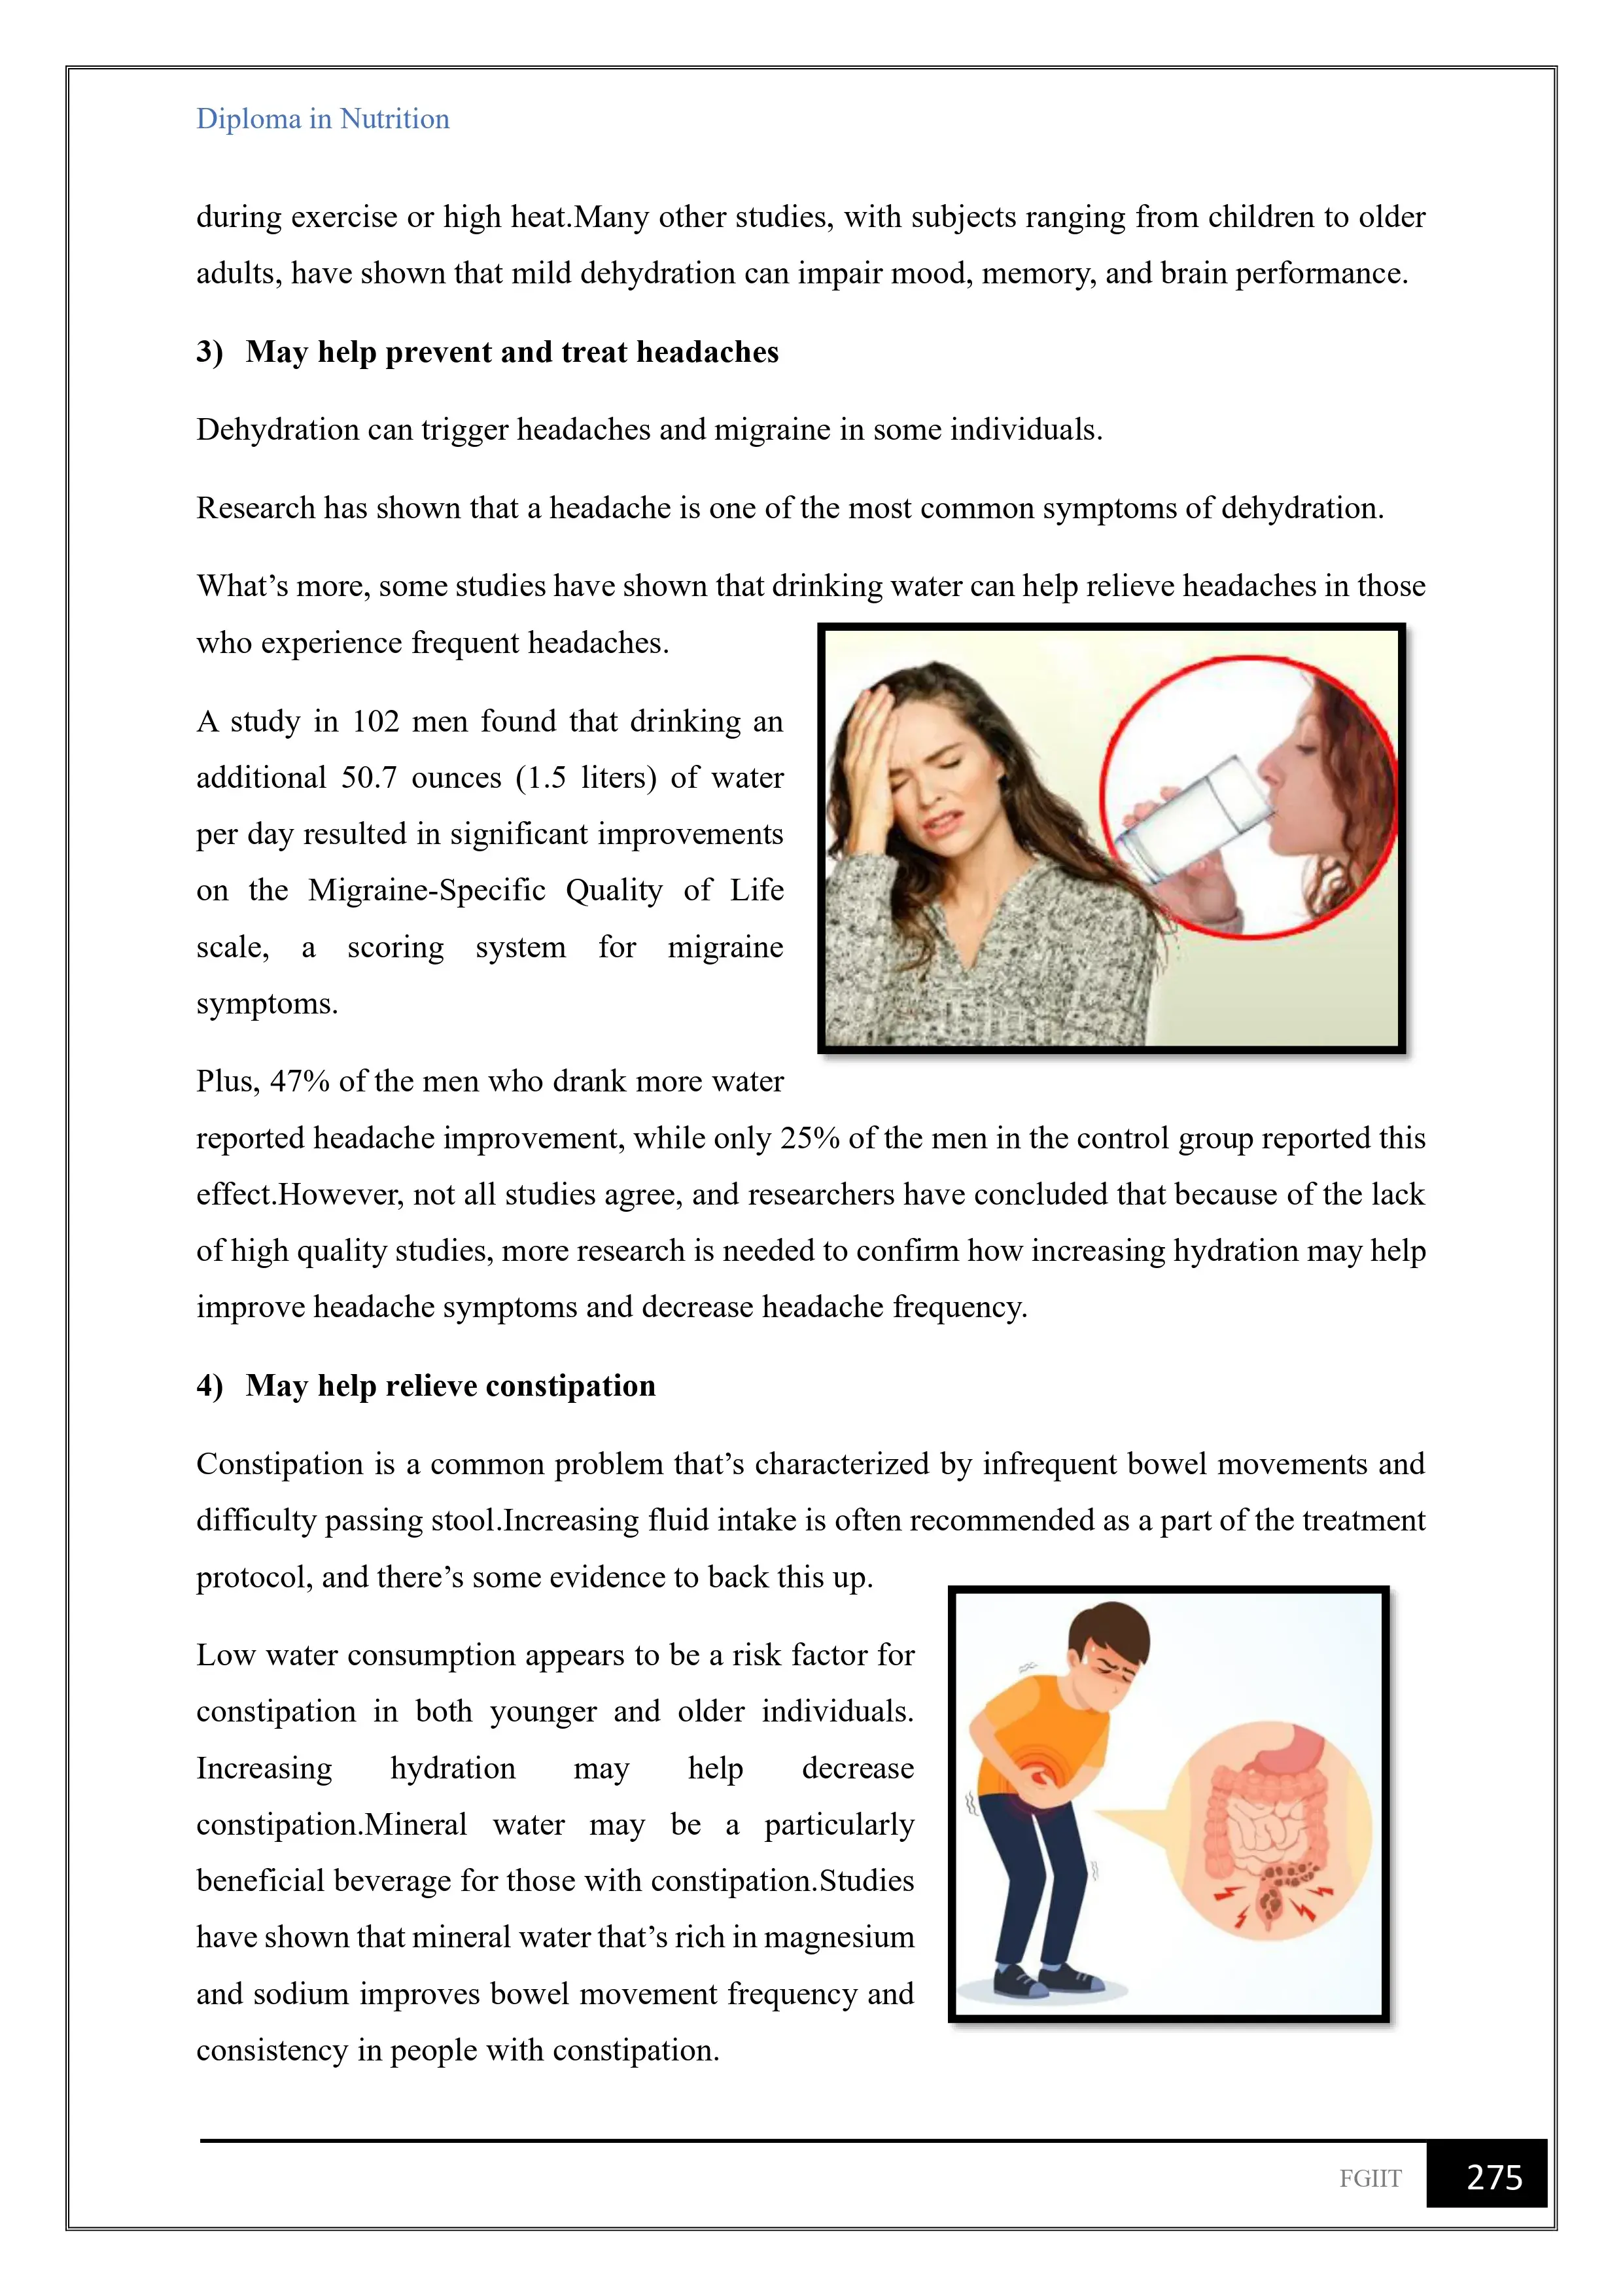 Diploma in Nutrition
during exercise or high heat.Many other studies, with subjects ranging from children to older
adults, have shown that mild dehydration can impair mood, memory, and brain performance.
3) May help prevent and treat headaches
Dehydration can trigger headaches and migraine in some individuals.
Research has shown that a headache is one of the most common symptoms of dehydration.
What’s more, some studies have shown that drinking water can help relieve headaches in those
who experience frequent headaches.
A study in 102 men found that drinking an
additional 50.7 ounces (1.5 liters) of water
per day resulted in significant improvements
on the Migraine-Specific Quality of Life
scale, a scoring system for migraine
symptoms.
Plus, 47% of the men who drank more water
reported headache improvement, while only 25% of the men in the control group reported this
effect.However, not all studies agree, and researchers have concluded that because of the lack
of high quality studies, more research is needed to confirm how increasing hydration may help
improve headache symptoms and decrease headache frequency.
4) May help relieve constipation
Constipation is a common problem that’s characterized by infrequent bowel movements and
difficulty passing stool.Increasing fluid intake is often recommended as a part of the treatment
protocol, and there’s some evidence to back this up.
Low water consumption appears to be a risk factor for
constipation in both younger and older individuals.
Increasing hydration may help decrease
constipation.Mineral water may be a particularly
beneficial beverage for those with constipation.Studies
have shown that mineral water that’s rich in magnesium
and sodium improves bowel movement frequency and
consistency in people with constipation.
FGIIT 275